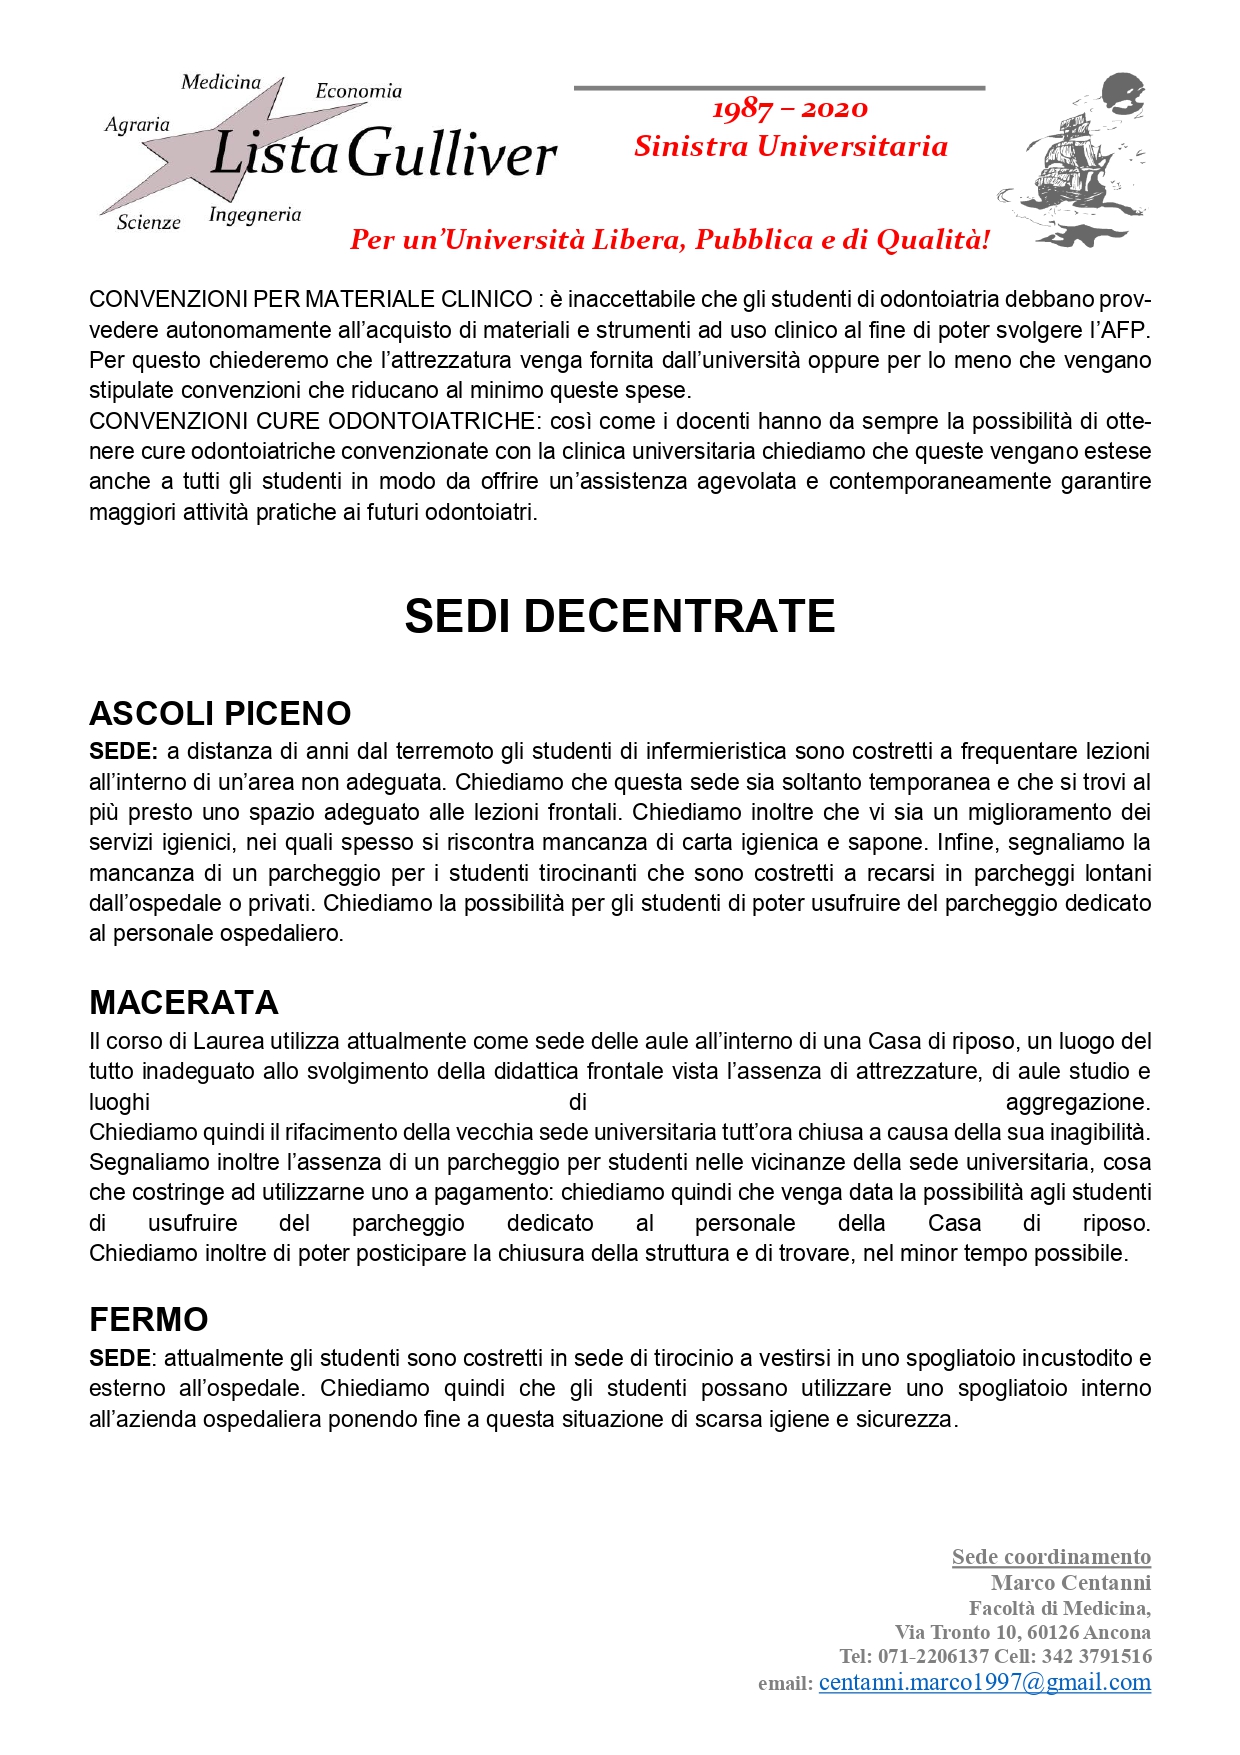 Medicina
Economia
Agraria
Lista Gulliver
Scienze
Ingegneria
1987 – 2020
Sinistra Universitaria
Per un’Università Libera, Pubblica e di Qualità!
CONVENZIONI PER MATERIALE CLINICO : è inaccettabile che gli studenti di odontoiatria debbano prov-
vedere autonomamente all’acquisto di materiali e strumenti ad uso clinico al fine di poter svolgere l’AFP.
Per questo chiederemo che l’attrezzatura venga fornita dall’università oppure per lo meno che vengano
stipulate convenzioni che riducano al minimo queste spese.
CONVENZIONI CURE ODONTOIATRICHE: così come i docenti hanno da sempre la possibilità di otte-
nere cure odontoiatriche convenzionate con la clinica universitaria chiediamo che queste vengano estese
anche a tutti gli studenti in modo da offrire un’assistenza agevolata e contemporaneamente garantire
maggiori attività pratiche ai futuri odontoiatri.
SEDI DECENTRATE
ASCOLI PICENO
SEDE: a distanza di anni dal terremoto gli studenti di infermieristica sono costretti a frequentare lezioni
all’interno di un’area non adeguata. Chiediamo che questa sede sia soltanto temporanea e che si trovi al
più presto uno spazio adeguato alle lezioni frontali. Chiediamo inoltre che vi sia un miglioramento dei
servizi igienici, nei quali spesso si riscontra mancanza di carta igienica e sapone. Infine, segnaliamo la
mancanza di un parcheggio per i studenti tirocinanti che sono costretti a recarsi in parcheggi lontani
dall’ospedale o privati. Chiediamo la possibilità per gli studenti di poter usufruire del parcheggio dedicato
al personale ospedaliero.
MACERATA
Il corso di Laurea utilizza attualmente come sede delle aule all’interno di una Casa di riposo, un luogo del
tutto inadeguato allo svolgimento della didattica frontale vista l’assenza di attrezzature, di aule studio e
luoghi di aggregazione.
Chiediamo quindi il rifacimento della vecchia sede universitaria tutt’ora chiusa a causa della sua inagibilità.
Segnaliamo inoltre l’assenza di un parcheggio per studenti nelle vicinanze della sede universitaria, cosa
che costringe ad utilizzarne uno a pagamento: chiediamo quindi che venga data la possibilità agli studenti
di usufruire del parcheggio dedicato al personale della Casa di riposo.
Chiediamo inoltre di poter posticipare la chiusura della struttura e di trovare, nel minor tempo possibile.
FERMO
SEDE: attualmente gli studenti sono costretti in sede di tirocinio a vestirsi in uno spogliatoio incustodito e
esterno all’ospedale. Chiediamo quindi che gli studenti possano utilizzare uno spogliatoio interno
all’azienda ospedaliera ponendo fine a questa situazione di scarsa igiene e sicurezza.
Sede coordinamento
Marco Centanni
Facoltà di Medicina,
Via Tronto 10, 60126 Ancona
Tel: 071-2206137 Cell: 342 3791516
email: centanni.marco1997@gmail.com